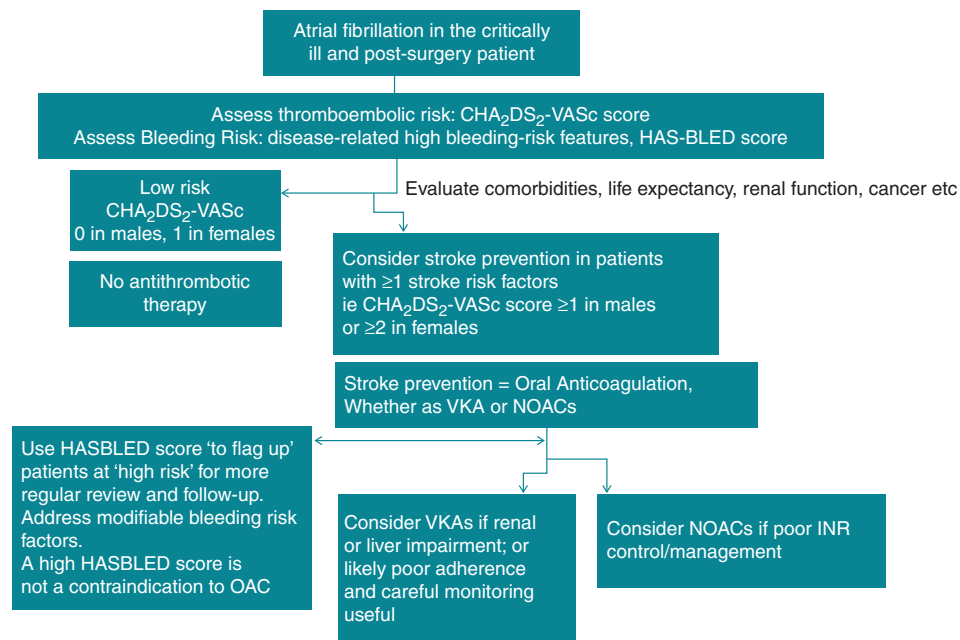 Atrial fibrillation in the critically
ill and post-surgery patient
Assess thromboembolic risk: CHA₂DS₂-VASc score
Assess Bleeding Risk: disease-related high bleeding-risk features, HAS-BLED score
Evaluate comorbidities, life expectancy, renal function, cancer etc
Low risk
CHA₂DS₂-VASc
0 in males, 1 in females
No antithrombotic
therapy
Consider stroke prevention in patients
with ≥1 stroke risk factors
ie CHA₂DS₂-VASc score ≥1 in males
or ≥2 in females
Stroke prevention = Oral Anticoagulation,
Whether as VKA or NOACs
Use HASBLED score ‘to flag up’
patients at ‘high risk’ for more
regular review and follow-up.
Address modifiable bleeding risk
factors.
A high HASBLED score is
not a contraindication to OAC
Consider VKAs if renal
or liver impairment; or
likely poor adherence
and careful monitoring
useful
Consider NOACs if poor INR
control/management